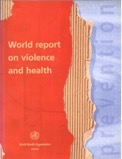 World report
on violence
and health
prevention
World Health Organization